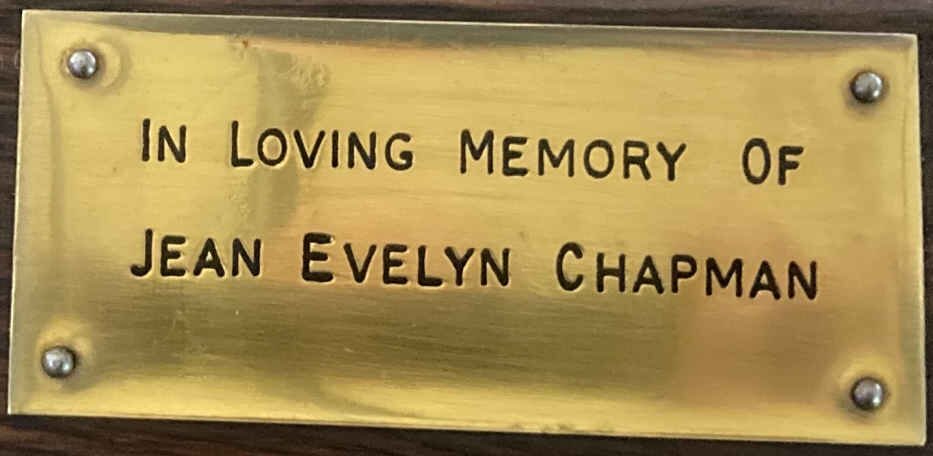 In Loving Memory Of
Jean Evelyn Chapman